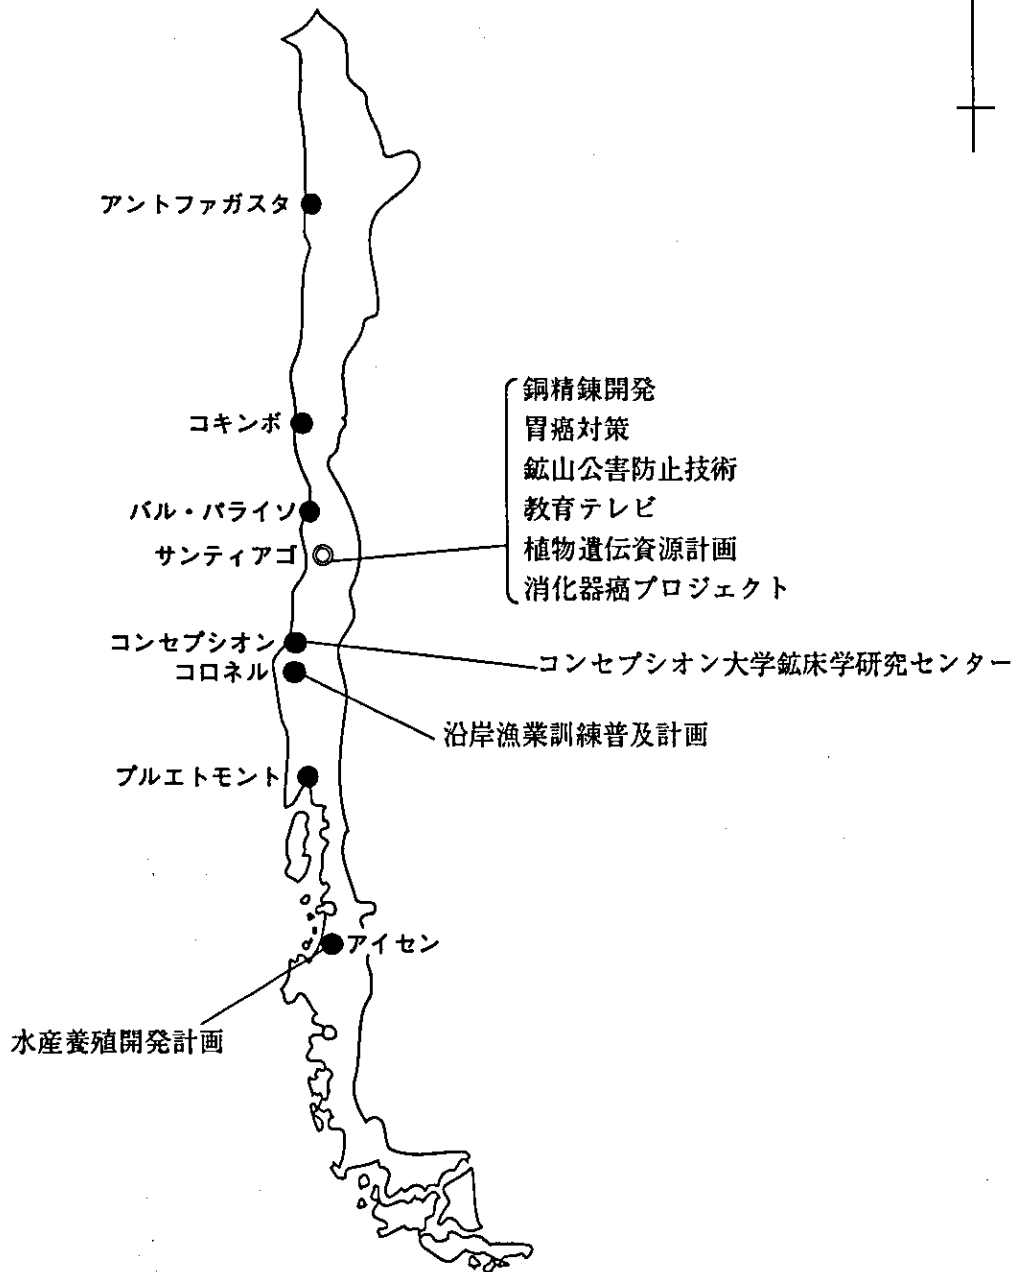 アントファガスタ
コキンボ
銅精錬開発
胃癌対策
鉱山公害防止技術
教育テレビ
植物遺伝資源計画
消化器癌プロジェクト
バル・パライソ
サンティアゴ
コンセプシオン
コンセプシオン大学鉱床学研究センター
コロネル
沿岸漁業訓練普及計画
プルエトモント
アイセン
水産養殖開発計画